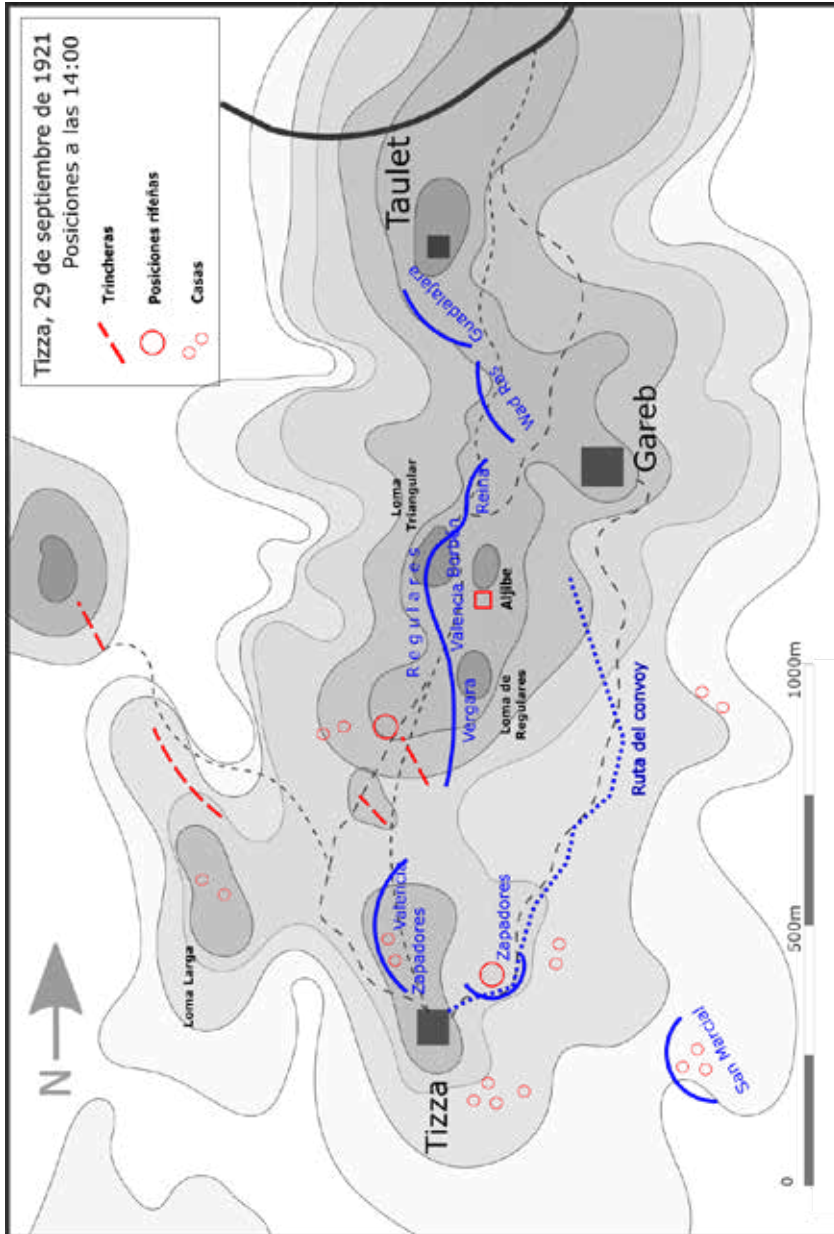 Tizza, 29 de septiembre de 1921
Posiciones a las 14:00
Trincheras
Posiciones rifeñas
Casas
N
Loma Larga
Loma
Triangular
Taulet
Guadalajara
Wad Ras
Reina
Regulares
Valencia Borbón
Vergara
Aljibe
Loma de
Regulares
Gareb
Valencia
Zapadores
Zapadores
Tizza
Ruta del convoy
San Marcial
0
500m
1000m